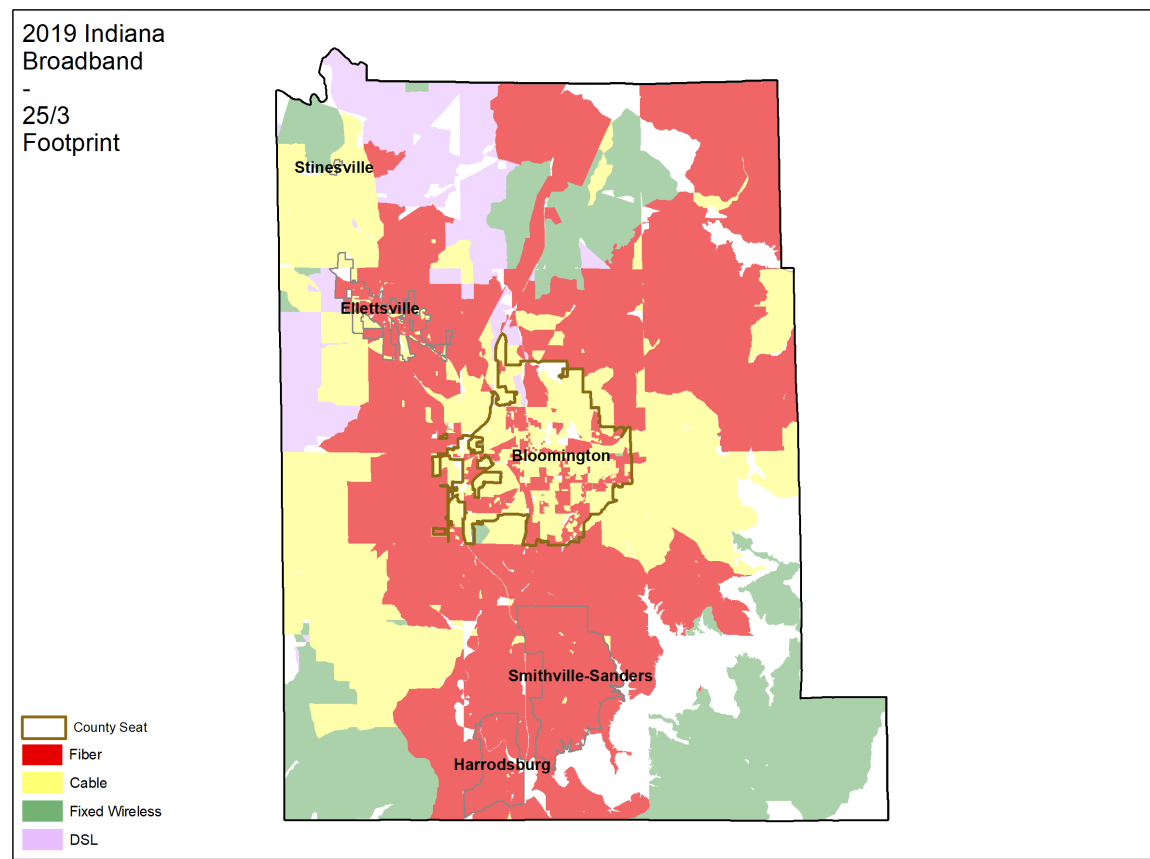 2019 Indiana
Broadband
-
25/3
Footprint
Stinesville
Ellettsville
Bloomington
Smithville-Sanders
Harrodsburg
County Seat
Fiber
Cable
Fixed Wireless
DSL